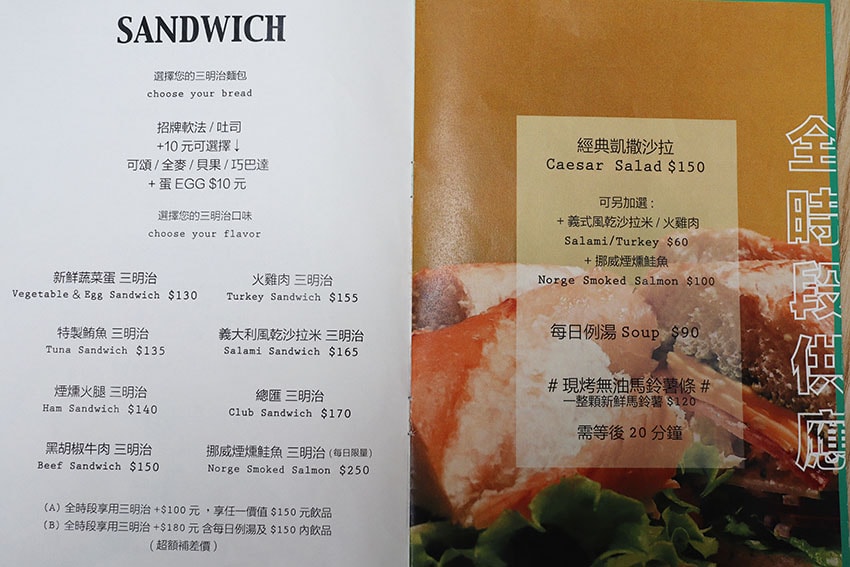 SANDWICH
選擇您的三明治麵包
choose your bread
招牌軟法 / 吐司
+10 元可選擇↓
可頌 / 全麥 / 貝果 / 巧巴達
+ 蛋 EGG $10 元
選擇您的三明治口味
choose your flavor
新鮮蔬菜蛋 三明治
Vegetable & Egg Sandwich $130
火雞肉 三明治
Turkey Sandwich $155
特製鮪魚 三明治
Tuna Sandwich $135
義大利風乾沙拉米 三明治
Salami Sandwich $165
煙燻火腿 三明治
Ham Sandwich $140
總匯 三明治
Club Sandwich $170
黑胡椒牛肉 三明治
Beef Sandwich $150
挪威煙燻鮭魚 三明治 (每日限量)
Norge Smoked Salmon $250
(A) 全時段享用三明治 +$100 元 ，享任一價值 $150 元飲品
(B) 全時段享用三明治 +$180 元 含每日例湯及 $150 內飲品
( 超額補差價 )
經典凱撒沙拉
Caesar Salad $150
可另加選 :
+ 義式風乾沙拉米 / 火雞肉
Salami/Turkey $60
+ 挪威煙燻鮭魚
Norge Smoked Salmon $100
每日例湯 Soup $90
# 現烤無油馬鈴薯條 #
一整顆新鮮馬鈴薯 $120
需等後 20 分鐘
全時段供應